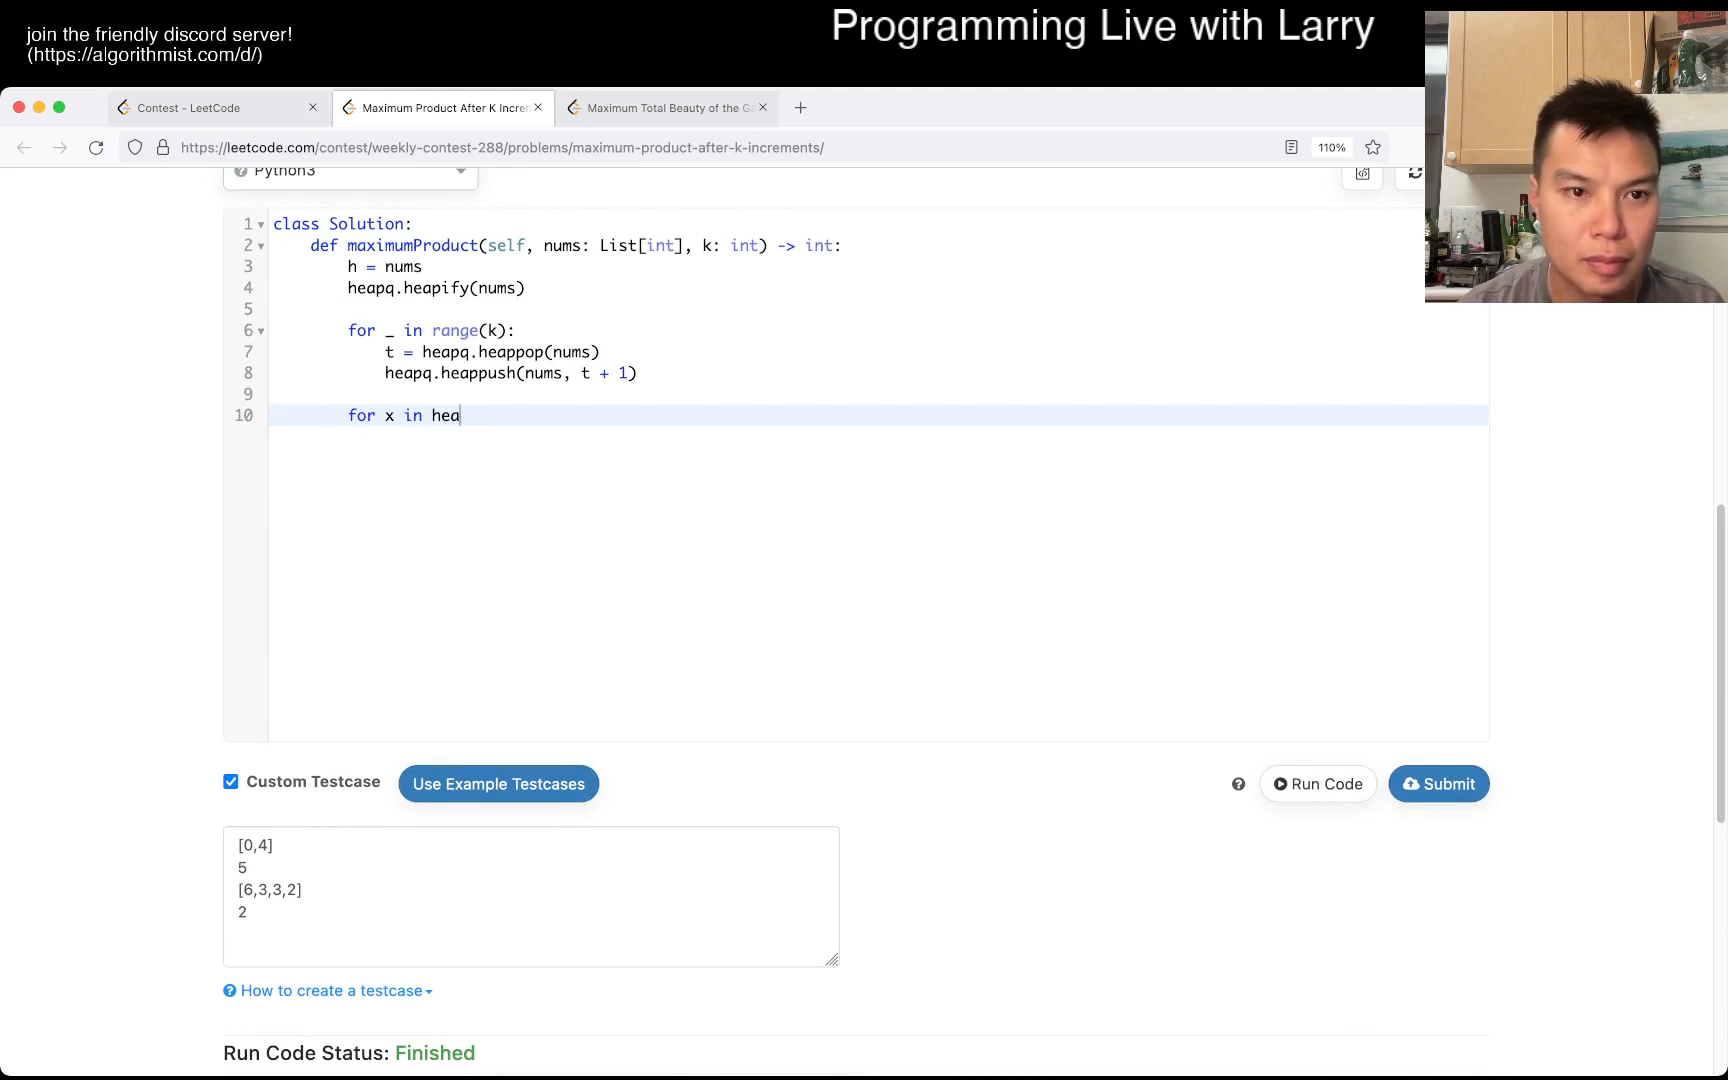 join the friendly discord server!
(https://algorithmist.com/d/)
Programming Live with Larry
Contest - LeetCode
Maximum Product After K Incren
Maximum Total Beauty of the Ga
https://leetcode.com/contest/weekly-contest-288/problems/maximum-product-after-k-increments/
110%
Python3
1 class Solution:
2 def maximumProduct(self, nums: List[int], k: int) -> int:
3 h = nums
4 heapq.heapify(nums)
5
6 for _ in range(k):
7 t = heapq.heappop(nums)
8 heapq.heappush(nums, t + 1)
9
10 for x in hea
Custom Testcase
Use Example Testcases
Run Code
Submit
[0,4]
5
[6,3,3,2]
2
How to create a testcase
Run Code Status: Finished